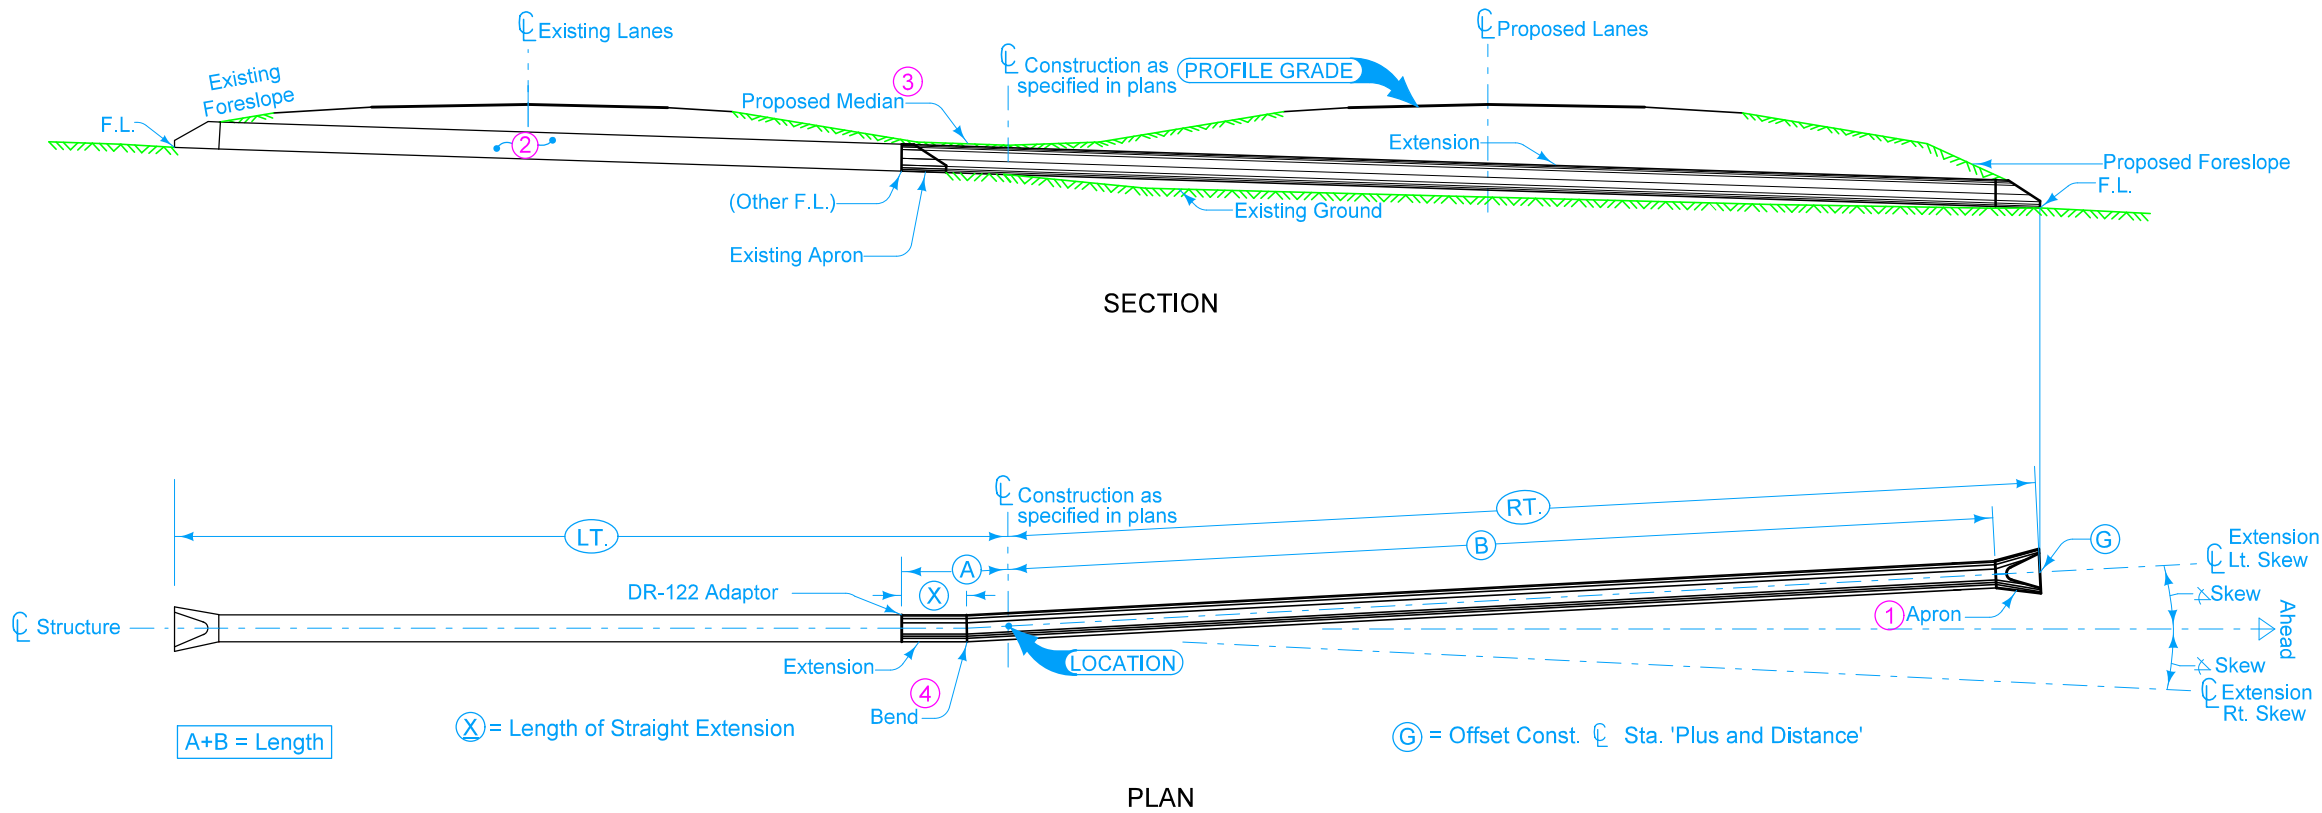 ℄ Existing Lanes
℄ Proposed Lanes
℄ Construction as
specified in plans
PROFILE GRADE
Existing
Foreslope
3
Proposed Median
F.L.
2
Extension
Proposed Foreslope
F.L.
(Other F.L.)
Existing Ground
Existing Apron
SECTION
℄ Construction as
specified in plans
RT.
LT.
B
G
Extension
℄ Lt. Skew
A
DR-122 Adaptor
X
Skew
1 Apron
℄ Structure
Ahead
LOCATION
Extension
Skew
4
Bend
℄ Extension
Rt. Skew
A+B = Length
X = Length of Straight Extension
G = Offset Const. ℄ Sta. 'Plus and Distance'
PLAN